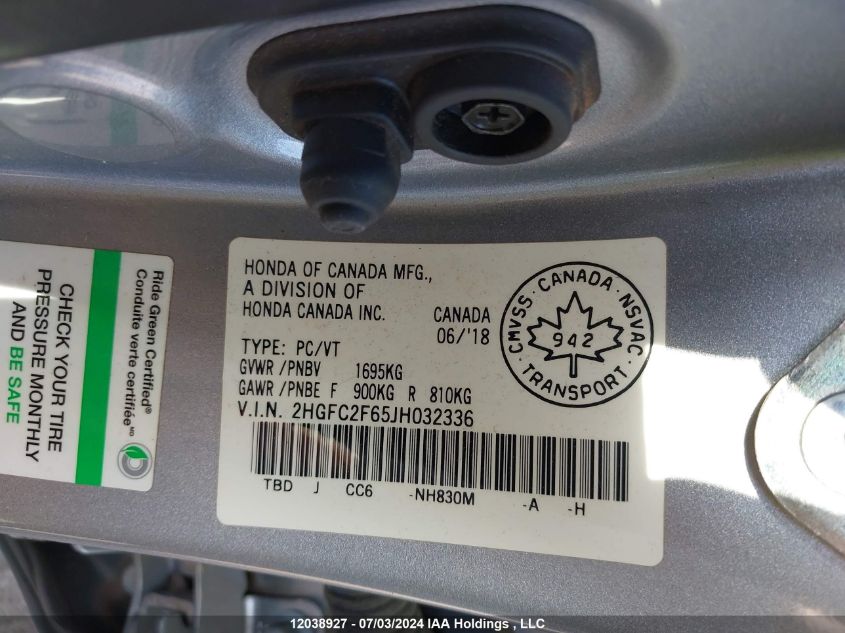 HONDA OF CANADA MFG.,
A DIVISION OF
HONDA CANADA INC.
CANADA
06/'18
TYPE: PC/VT
GVWR /PNBV 1695KG
GAWR /PNBE F 900KG R 810KG
V.I.N. 2HGFC2F65JH032336
TBD J CC6 -NH830M -A -H
CMVSS · CANADA · NSVAC
942
· TRANSPORT ·
CHECK YOUR TIRE
PRESSURE MONTHLY
AND BE SAFE
Ride Green Certified®
Conduite verte certifiée MD
12038927 - 07/03/2024 IAA Holdings , LLC